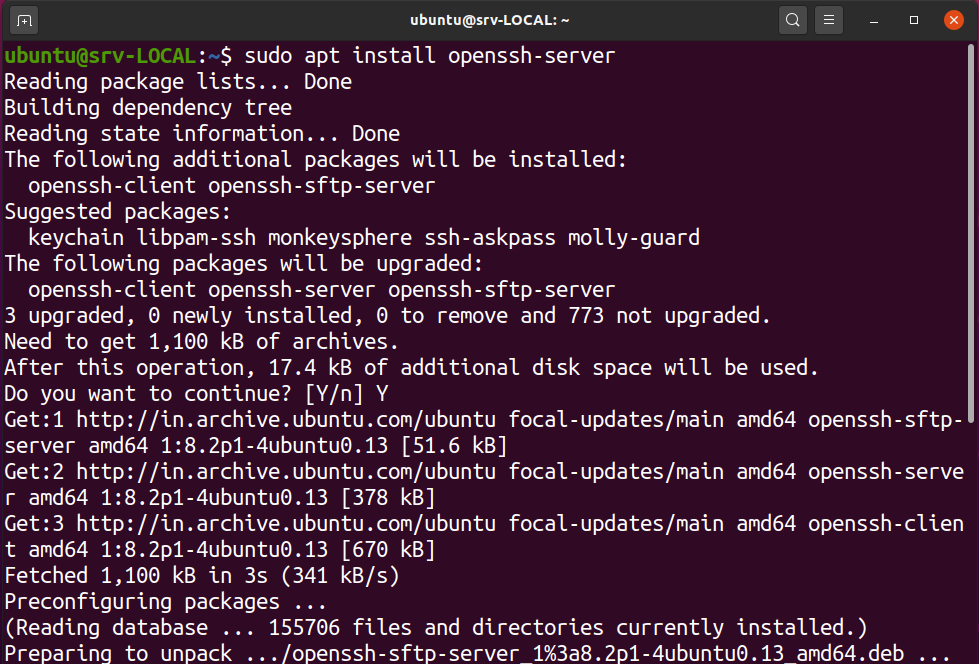 ubuntu@srv-LOCAL: ~
ubuntu@srv-LOCAL:~$ sudo apt install openssh-server
Reading package lists... Done
Building dependency tree
Reading state information... Done
The following additional packages will be installed:
  openssh-client openssh-sftp-server
Suggested packages:
  keychain libpam-ssh monkeysphere ssh-askpass molly-guard
The following packages will be upgraded:
  openssh-client openssh-server openssh-sftp-server
3 upgraded, 0 newly installed, 0 to remove and 773 not upgraded.
Need to get 1,100 kB of archives.
After this operation, 17.4 kB of additional disk space will be used.
Do you want to continue? [Y/n] Y
Get:1 http://in.archive.ubuntu.com/ubuntu focal-updates/main amd64 openssh-sftp-
server amd64 1:8.2p1-4ubuntu0.13 [51.6 kB]
Get:2 http://in.archive.ubuntu.com/ubuntu focal-updates/main amd64 openssh-serve
r amd64 1:8.2p1-4ubuntu0.13 [378 kB]
Get:3 http://in.archive.ubuntu.com/ubuntu focal-updates/main amd64 openssh-clien
t amd64 1:8.2p1-4ubuntu0.13 [670 kB]
Fetched 1,100 kB in 3s (341 kB/s)
Preconfiguring packages ...
(Reading database ... 155706 files and directories currently installed.)
Preparing to unpack .../openssh-sftp-server_1%3a8.2p1-4ubuntu0.13_amd64.deb ...